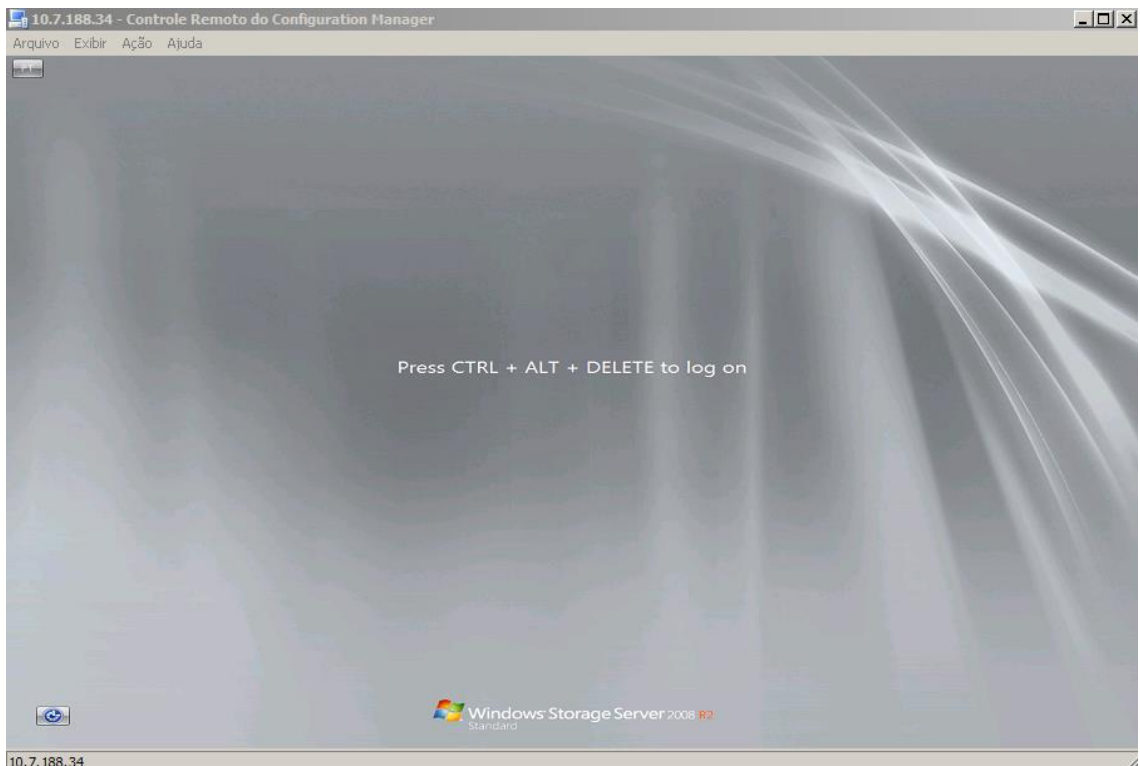 10.7.188.34 - Controle Remoto do Configuration Manager
Arquivo Exibir Ação Ajuda
PT
Press CTRL + ALT + DELETE to log on
Windows Storage Server 2008 R2
Standard
10.7.188.34